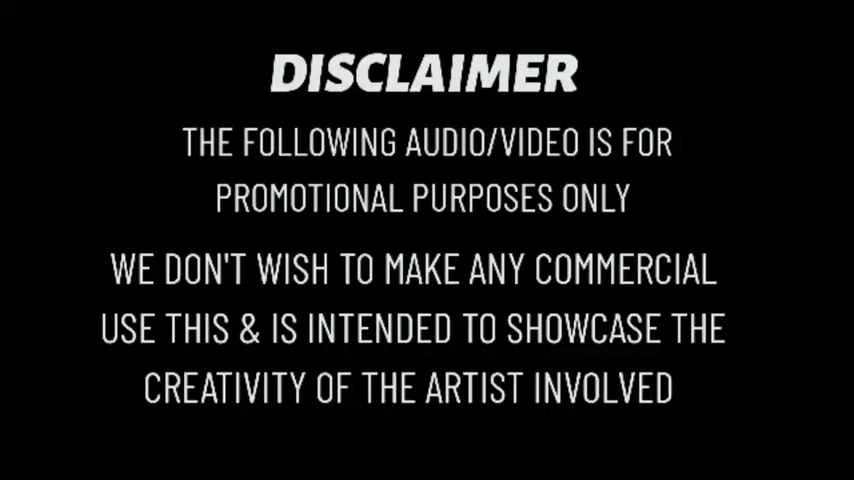 DISCLAIMER
THE FOLLOWING AUDIO/VIDEO IS FOR
PROMOTIONAL PURPOSES ONLY
WE DON'T WISH TO MAKE ANY COMMERCIAL
USE THIS & IS INTENDED TO SHOWCASE THE
CREATIVITY OF THE ARTIST INVOLVED